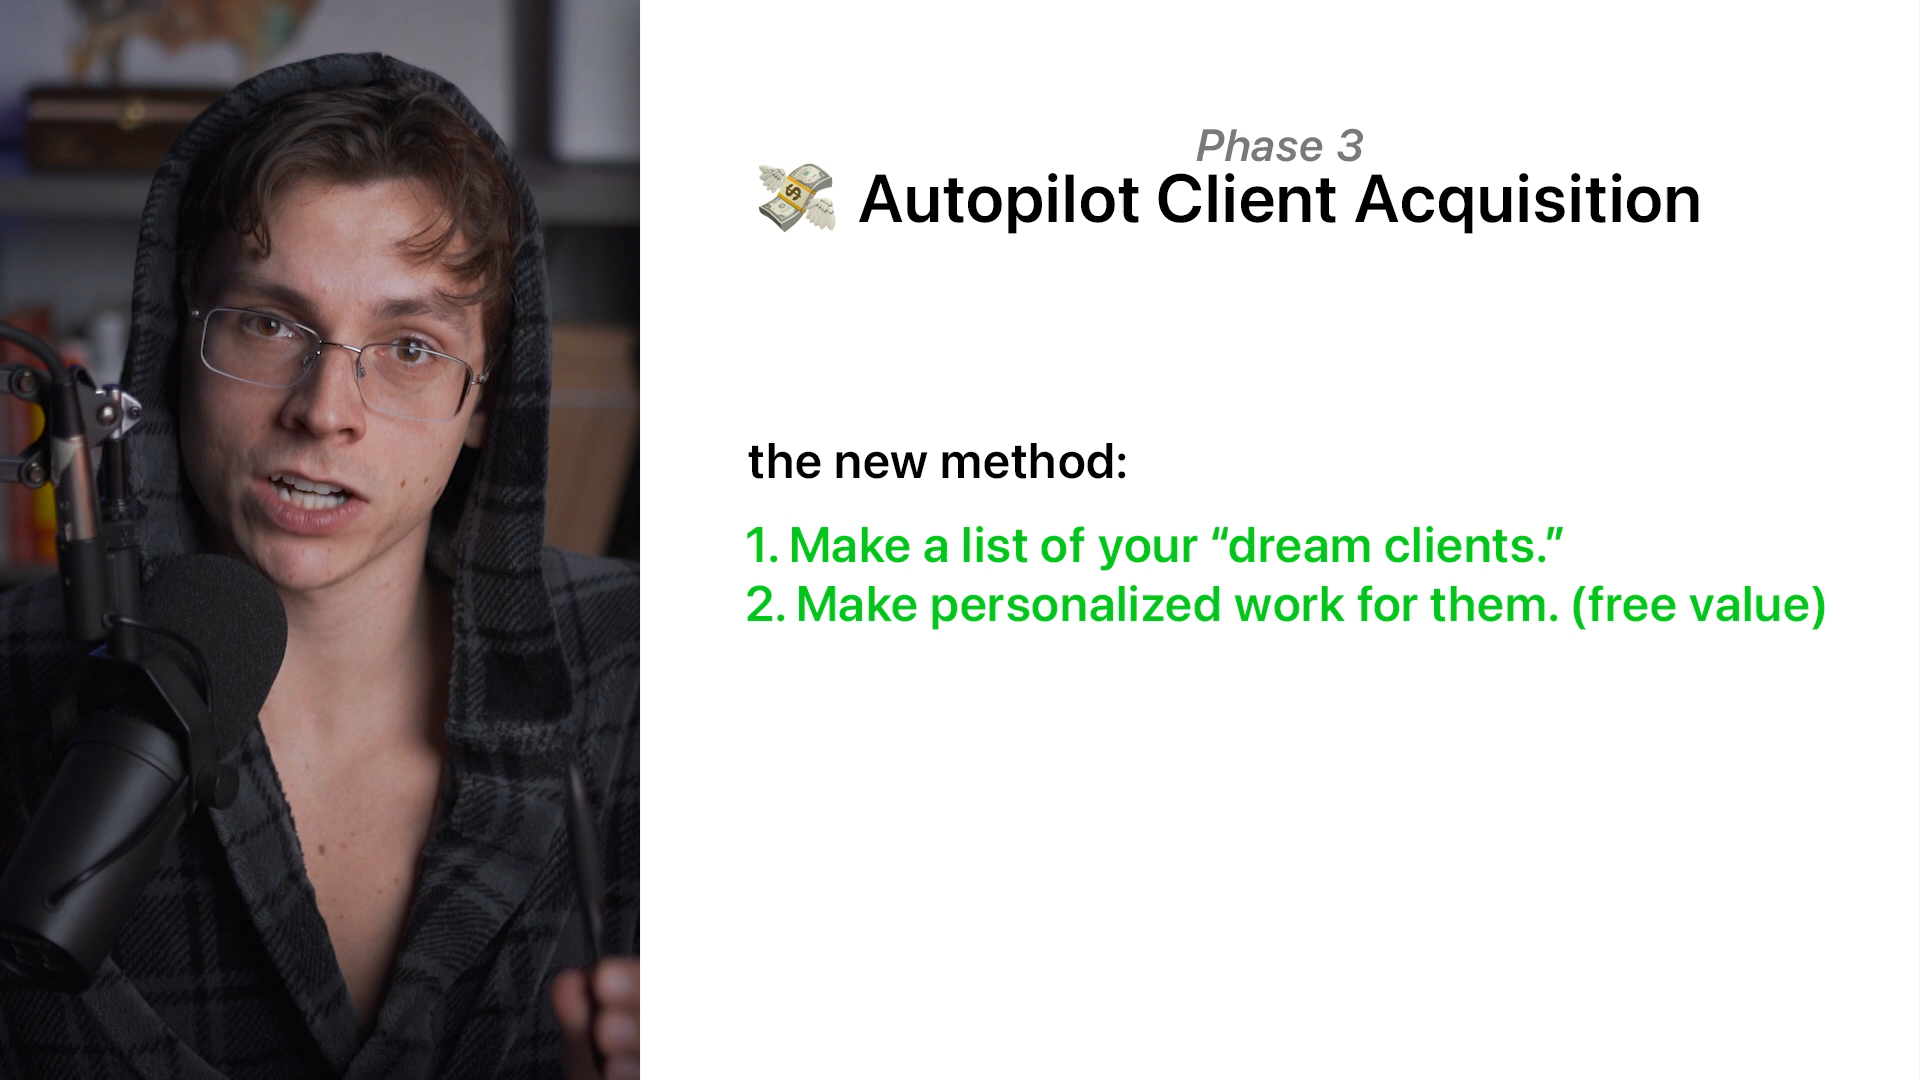 Phase 3
💸 Autopilot Client Acquisition
the new method:
1. Make a list of your “dream clients.”
2. Make personalized work for them. (free value)